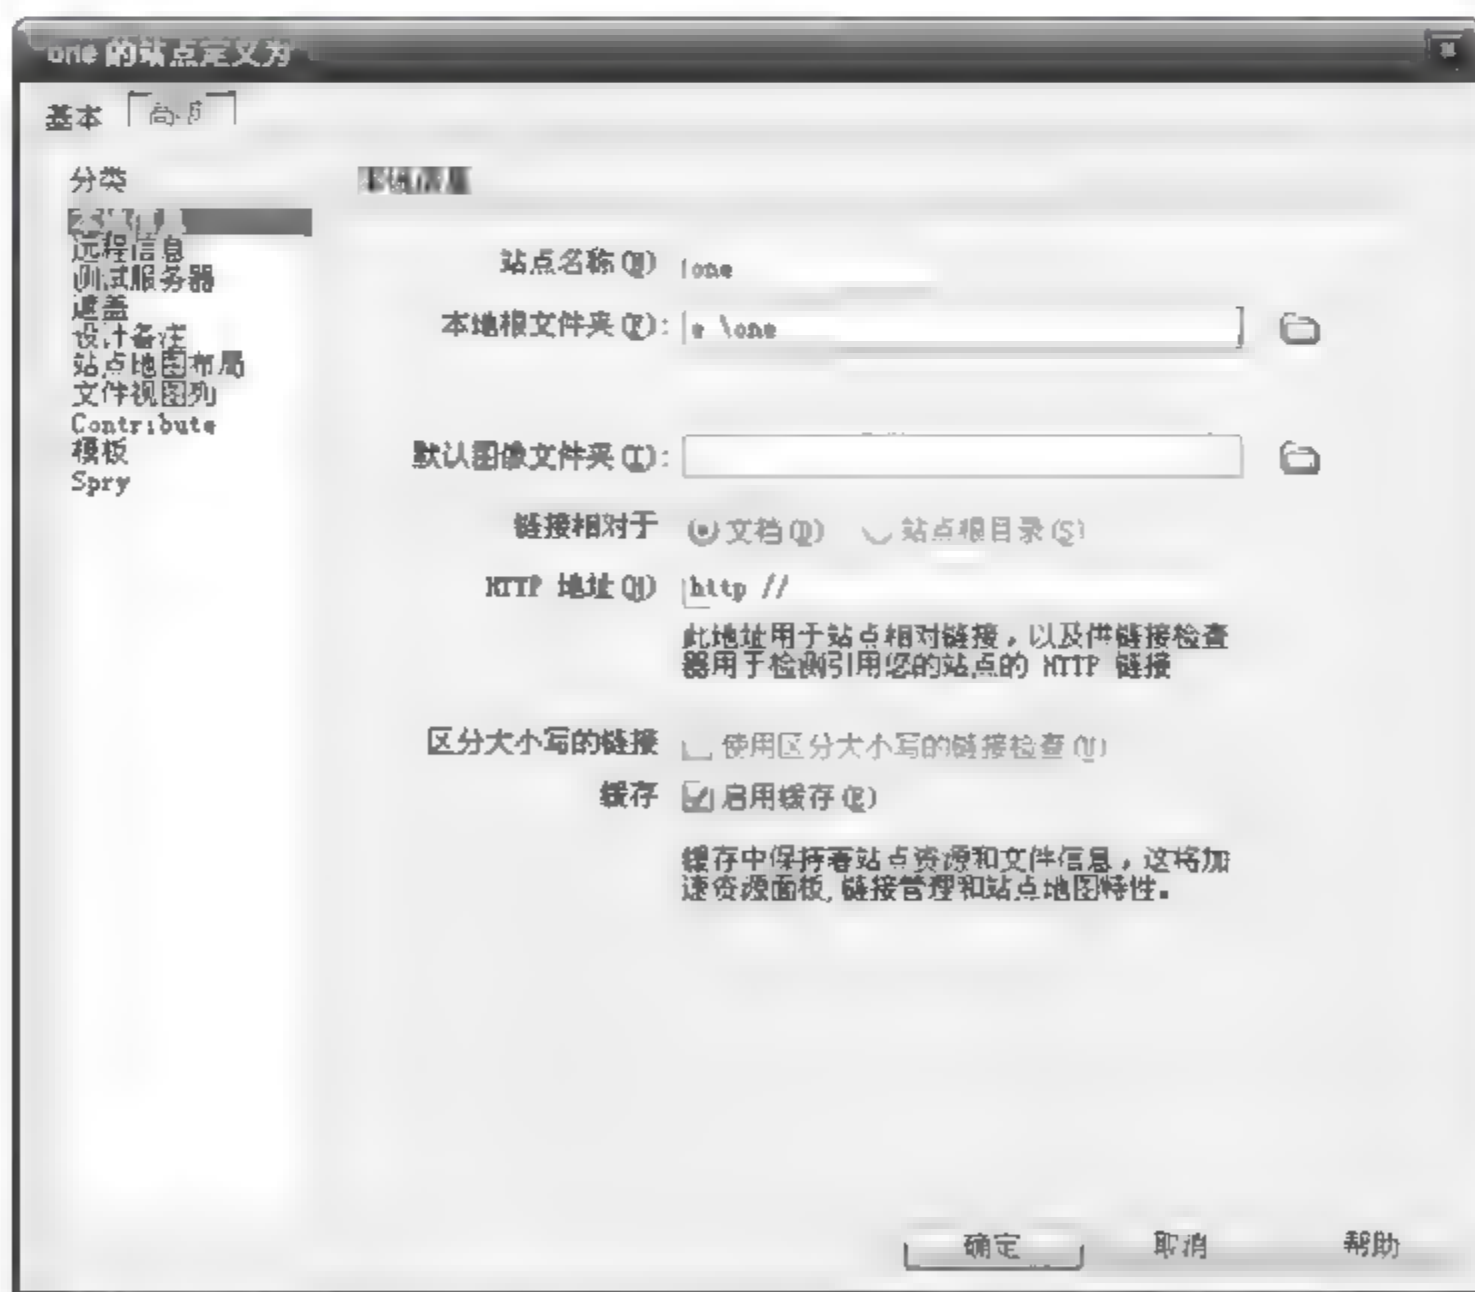 one 的站点定义为
基本 高级
分类
本地信息
远程信息
测试服务器
遮盖
设计备注
站点地图布局
文件视图列
Contribute
模板
Spry
本地信息
站点名称(N) one
本地根文件夹(F): e \one
默认图像文件夹(I):
链接相对于 文档(D) 站点根目录(S)
HTTP 地址(H) http //
此地址用于站点相对链接，以及供链接检查
器用于检测引用您的站点的 HTTP 链接
区分大小写的链接 使用区分大小写的链接检查(U)
缓存 启用缓存(E)
缓存中保持着站点资源和文件信息，这将加
速资源面板,链接管理和站点地图特性。
确定 取消 帮助